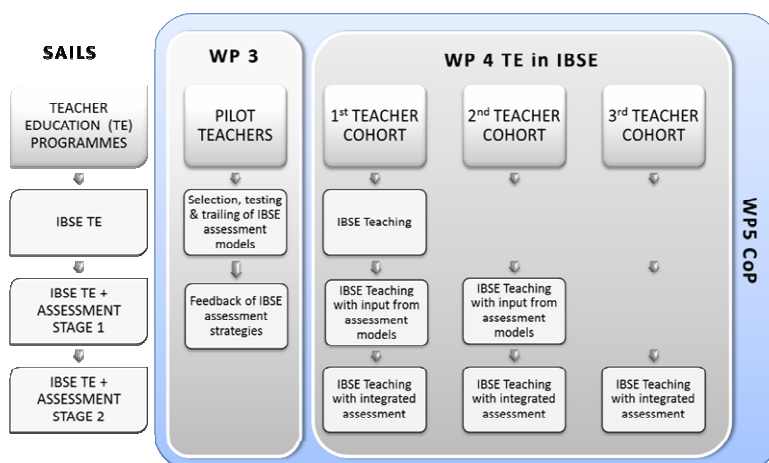 SAILS
TEACHER
EDUCATION (TE)
PROGRAMMES
IBSE TE
IBSE TE +
ASSESSMENT
STAGE 1
IBSE TE +
ASSESSMENT
STAGE 2
WP 3
PILOT
TEACHERS
Selection, testing
& trailing of IBSE
assessment
models
Feedback of IBSE
assessment
strategies
WP 4 TE in IBSE
1st TEACHER
COHORT
IBSE Teaching
IBSE Teaching
with input from
assessment
models
IBSE Teaching
with integrated
assessment
2nd TEACHER
COHORT
IBSE Teaching
with input from
assessment
models
IBSE Teaching
with integrated
assessment
3rd TEACHER
COHORT
IBSE Teaching
with integrated
assessment
WP5 CoP